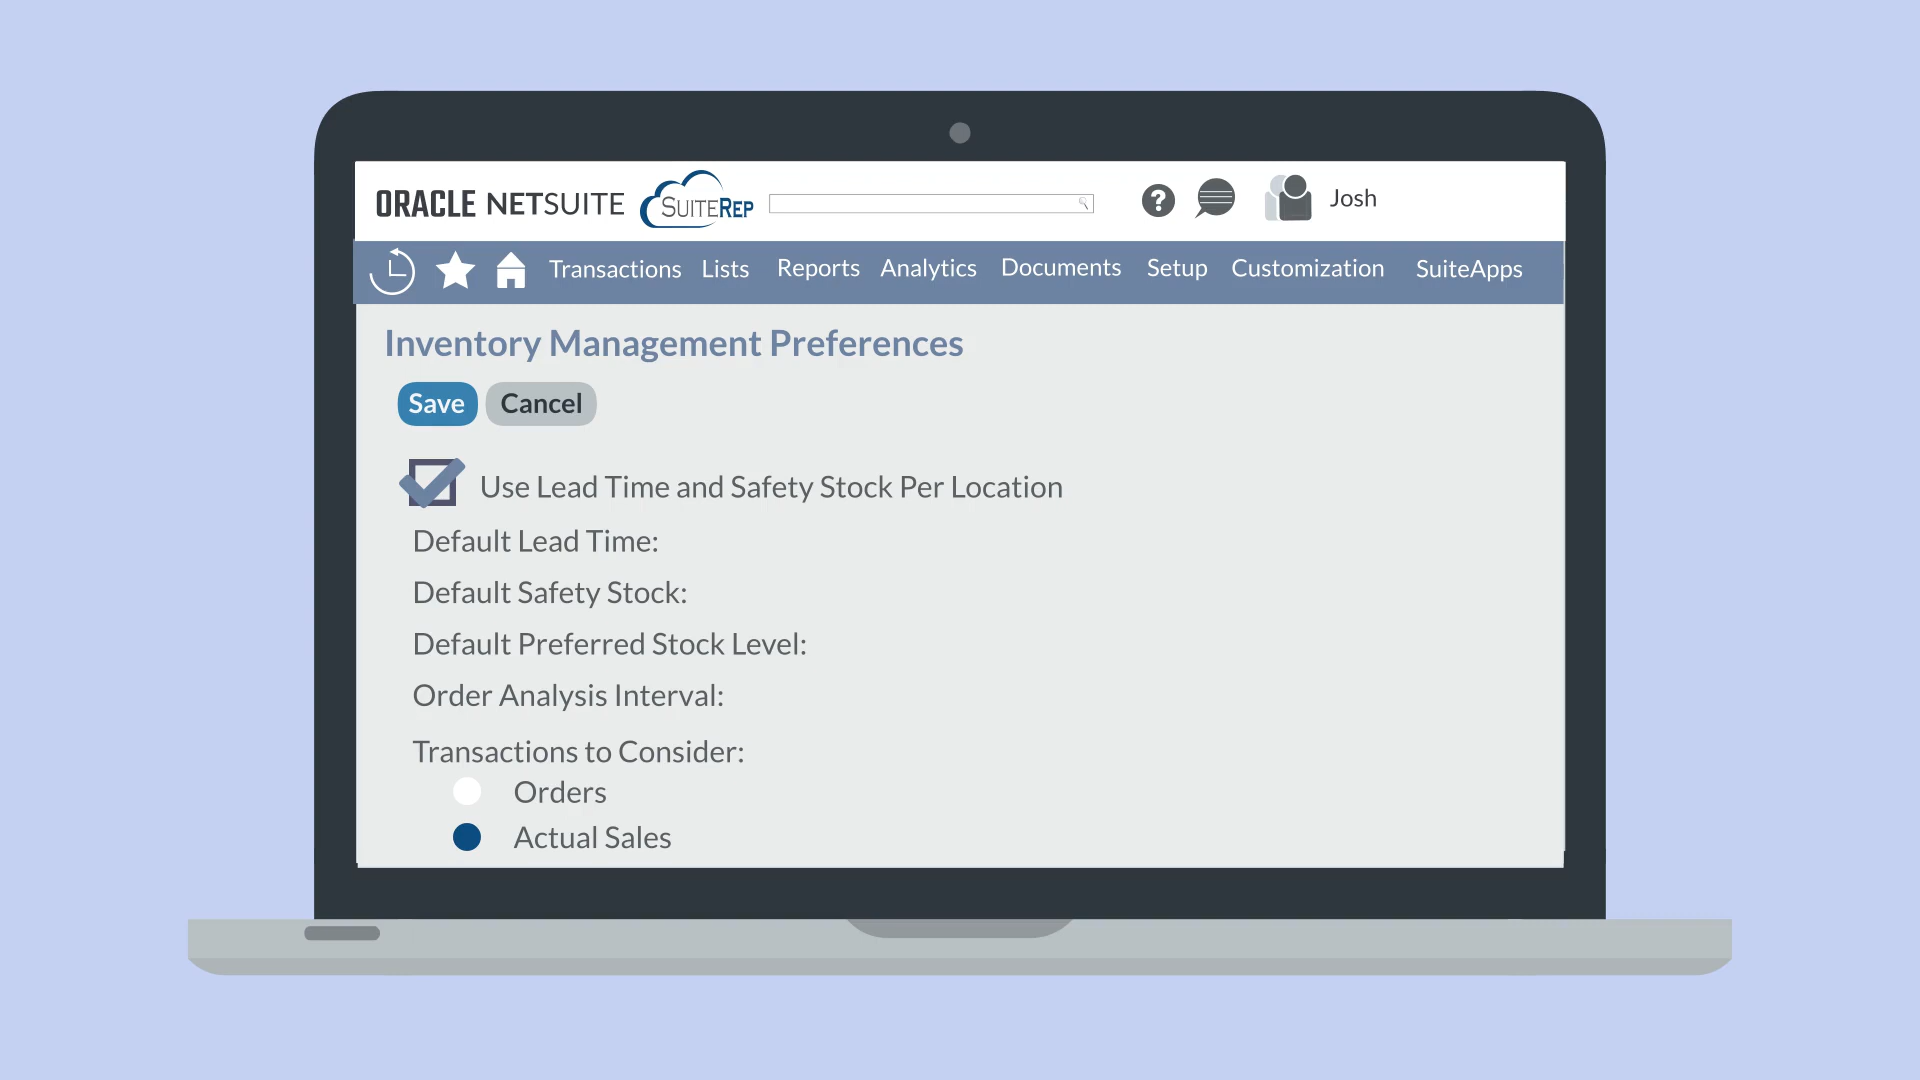 ORACLE NETSUITE SUITEREP Josh
Transactions Lists Reports Analytics Documents Setup Customization SuiteApps
Inventory Management Preferences
Save Cancel
Use Lead Time and Safety Stock Per Location
Default Lead Time:
Default Safety Stock:
Default Preferred Stock Level:
Order Analysis Interval:
Transactions to Consider:
Orders
Actual Sales